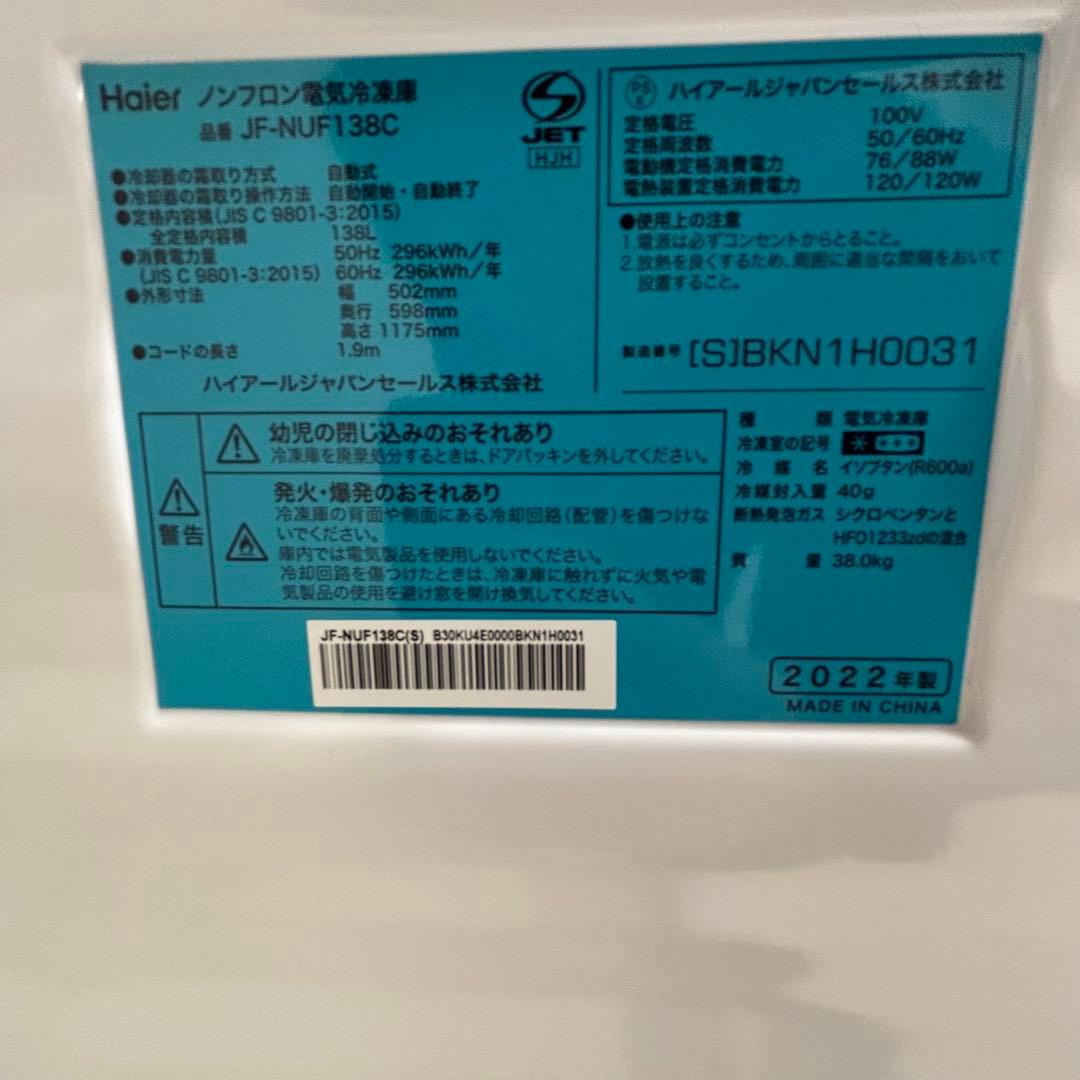 Haier ノンフロン電気冷凍庫
品番 JF-NUF138C
●冷却器の霜取り方式 自動式
●冷却器の霜取り操作方法 自動開始・自動終了
●定格内容積(JIS C 9801-3:2015)
全定格内容積 138L
●消費電力量 50Hz 296kWh/年
(JIS C 9801-3:2015) 60Hz 296kWh/年
●外形寸法 幅 502mm
奥行 598mm
高さ 1175mm
●コードの長さ 1.9m
ハイアールジャパンセールス株式会社
JET
HJH
PS E ハイアールジャパンセールス株式会社
定格電圧 100V
定格周波数 50/60Hz
電動機定格消費電力 76/88W
電熱装置定格消費電力 120/120W
●使用上の注意
1.電源は必ずコンセントからとること。
2.放熱を良くするため、周囲に適当な間隔をおいて
設置すること。
製造番号 [S]BKN1H0031
警告
幼児の閉じ込みのおそれあり
冷凍庫を廃棄処分するときは、ドアパッキンを外してください。
発火・爆発のおそれあり
冷凍庫の背面や側面にある冷却回路(配管)を傷つけな
いでください。
庫内では電気製品を使用しないでください。
冷却回路を傷つけたときは、冷凍庫に触れずに火気や電
気製品の使用を避け窓を開け換気してください。
種類 電気冷凍庫
冷凍室の記号
冷媒名 イソブタン(R600a)
冷媒封入量 40g
断熱発泡ガス シクロペンタンと
HFO1233zdの混合
質量 38.0kg
JF-NUF138C(S) B30KU4E0000BKN1H0031
2022年製
MADE IN CHINA